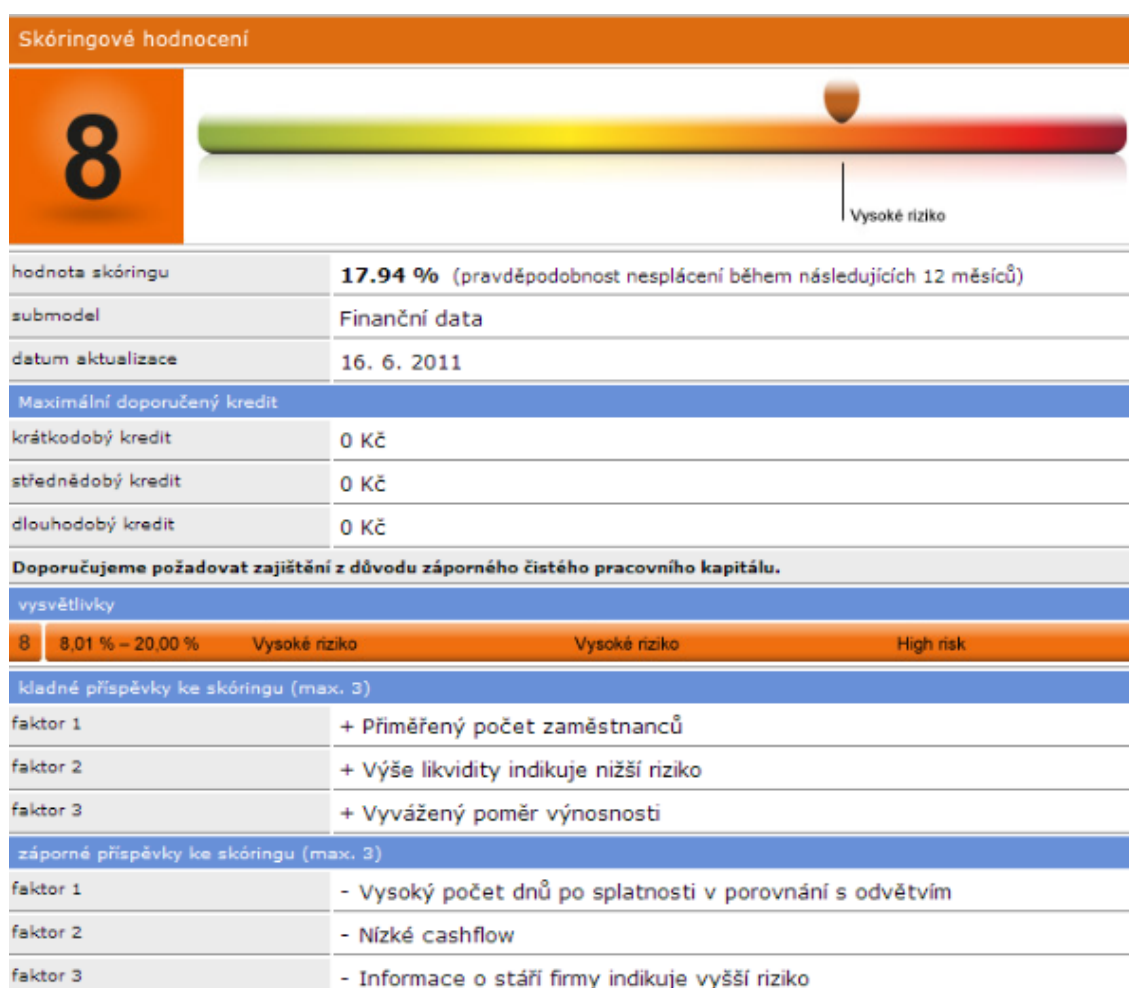 Skóringové hodnocení
8
Vysoké riziko
hodnota skóringu 17.94 % (pravděpodobnost nesplácení během následujících 12 měsíců)
submodel Finanční data
datum aktualizace 16. 6. 2011
Maximální doporučený kredit
krátkodobý kredit 0 Kč
střednědobý kredit 0 Kč
dlouhodobý kredit 0 Kč
Doporučujeme požadovat zajištění z důvodu záporného čistého pracovního kapitálu.
vysvětlivky
8 8,01 % – 20,00 % Vysoké riziko Vysoké riziko High risk
kladné příspěvky ke skóringu (max. 3)
faktor 1 + Přiměřený počet zaměstnanců
faktor 2 + Výše likvidity indikuje nižší riziko
faktor 3 + Vyvážený poměr výnosnosti
záporné příspěvky ke skóringu (max. 3)
faktor 1 - Vysoký počet dnů po splatnosti v porovnání s odvětvím
faktor 2 - Nízké cashflow
faktor 3 - Informace o stáří firmy indikuje vyšší riziko